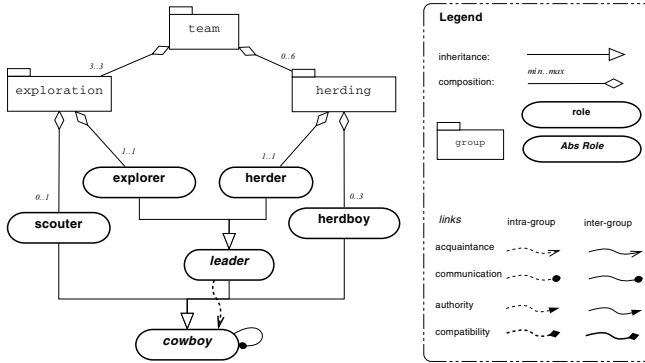 team
3..3
0..6
exploration
herding
1..1
1..1
explorer
herder
0..1
0..3
scouter
herdboy
leader
cowboy
Legend
inheritance:
composition:
min..max
role
group
Abs Role
links
intra-group
inter-group
acquaintance
communication
authority
compatibility